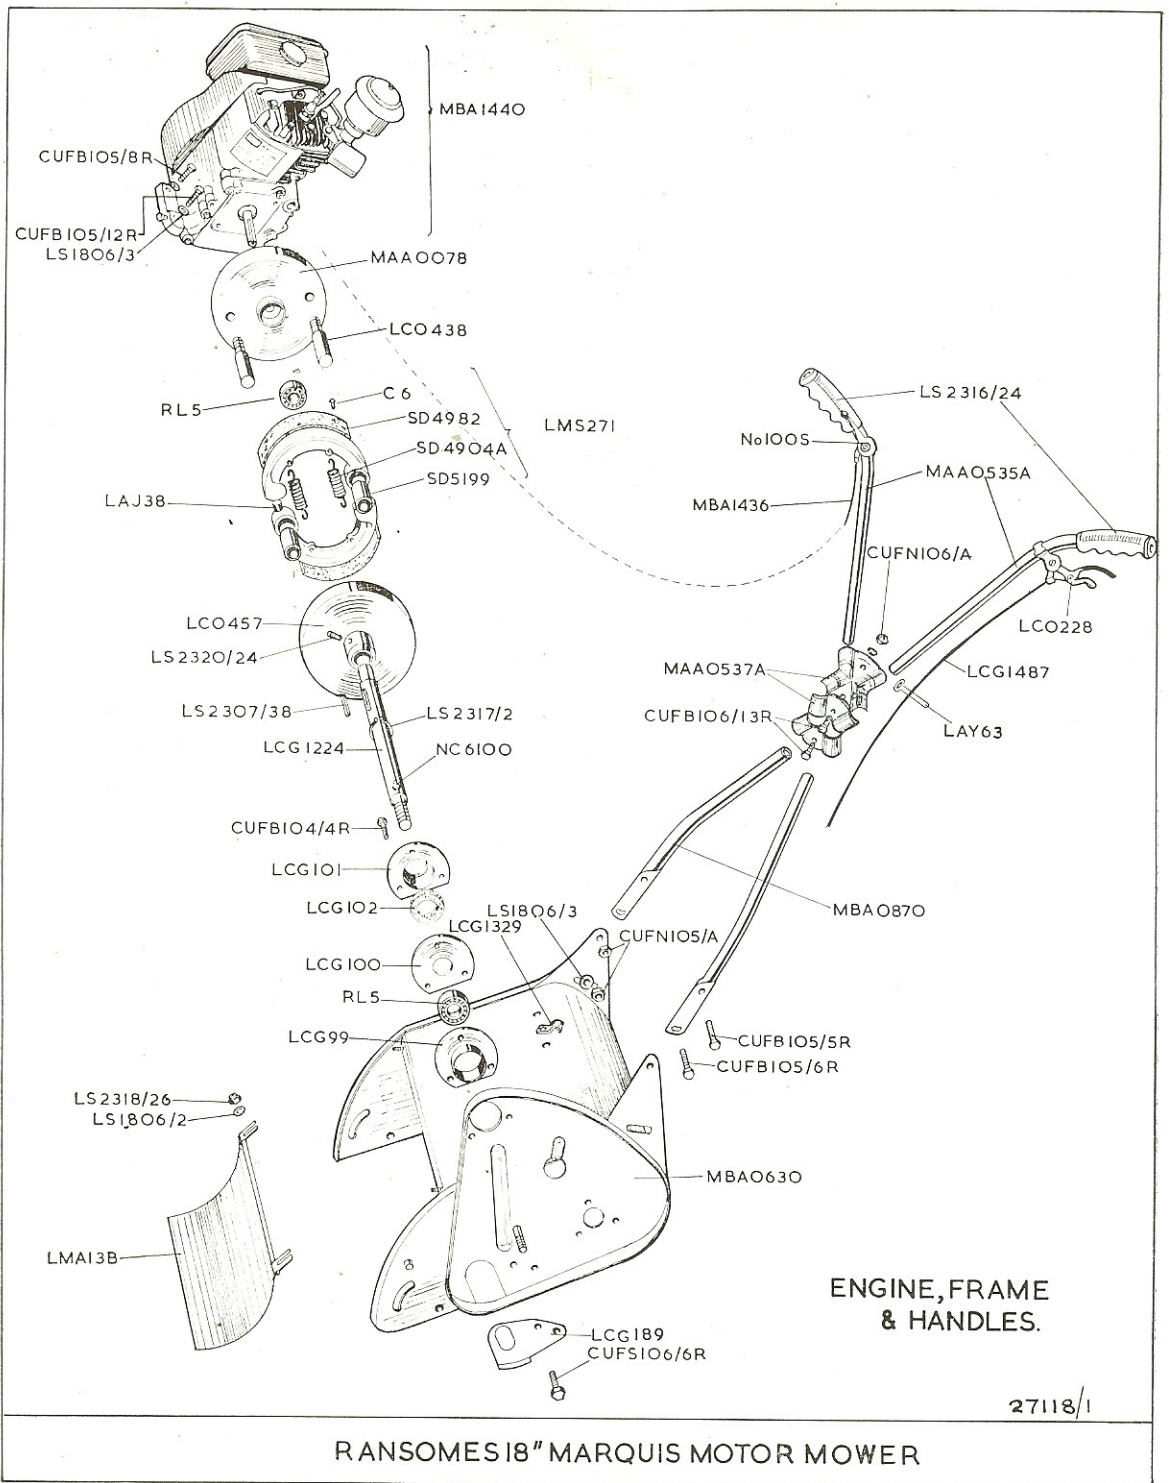 MBA1440
CUFB105/8R
CUFB105/12R
LS1806/3
MAA0078
LCO438
RL5
C6
SD4982
SD4904A
SD5199
LMS271
LAJ38
LS2316/24
No100S
MAA0535A
MBA1436
CUFN106/A
LCO228
LCG1487
MAA0537A
CUFB106/13R
LAY63
LCO457
LS2320/24
LS2307/38
LS2317/2
LCG1224
NC6100
CUFB104/4R
LCG101
LCG102
LS1806/3
LCG1329
CUFN105/A
MBA0870
LCG100
RL5
LCG99
CUFB105/5R
CUFB105/6R
LS2318/26
LS1806/2
MBA0630
LMA13B
LCG189
CUFS106/6R
ENGINE, FRAME
& HANDLES.
27118/1
RANSOMES 18" MARQUIS MOTOR MOWER